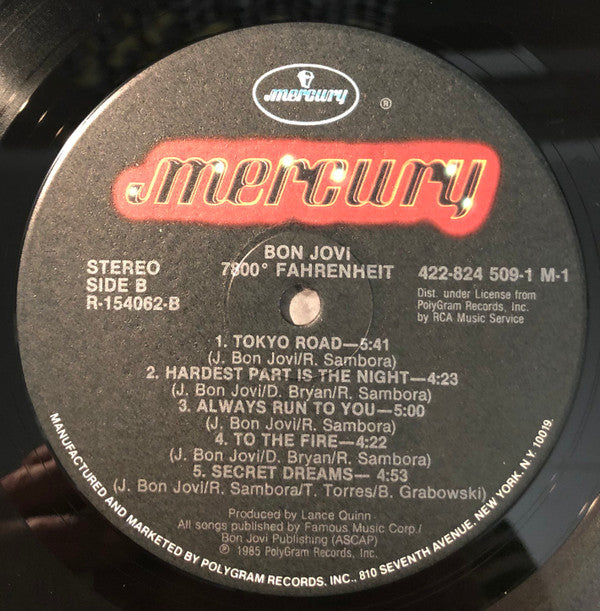 mercury
®
mercury
BON JOVi
7800° FAHRENHEIT
STEREO
SIDE B
R-154062-B
422-824 509-1 M-1
Dist. under License from
PolyGram Records, Inc.
by RCA Music Service
1. TOKYO ROAD—5:41
(J. Bon Jovi/R. Sambora)
2. HARDEST PART IS THE NIGHT—4:23
(J. Bon Jovi/D. Bryan/R. Sambora)
3. ALWAYS RUN TO YOU—5:00
(J. Bon Jovi/R. Sambora)
4. TO THE FIRE—4:22
(J. Bon Jovi/D. Bryan/R. Sambora)
5. SECRET DREAMS—4:53
(J. Bon Jovi/R. Sambora/T. Torres/B. Grabowski)
Produced by Lance Quinn
All songs published by Famous Music Corp./
Bon Jovi Publishing (ASCAP)
℗ 1985 PolyGram Records, Inc.
MANUFACTURED AND MARKETED BY POLYGRAM RECORDS, INC., 810 SEVENTH AVENUE, NEW YORK, N.Y. 10019.